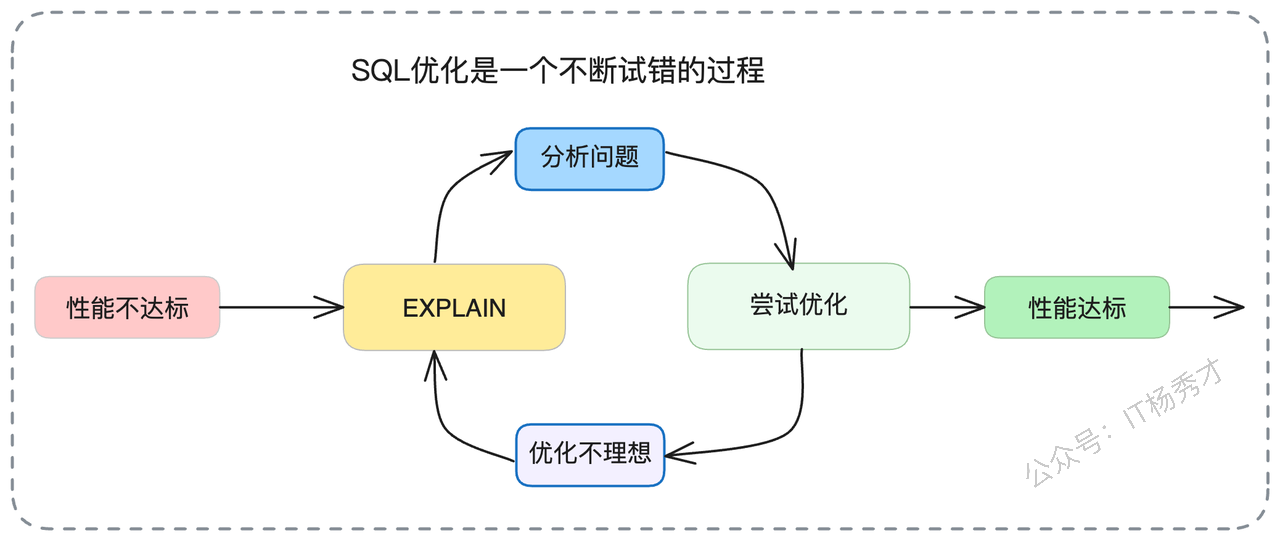 SQL优化是一个不断试错的过程
分析问题
性能不达标
EXPLAIN
尝试优化
性能达标
优化不理想
公众号：IT杨秀才